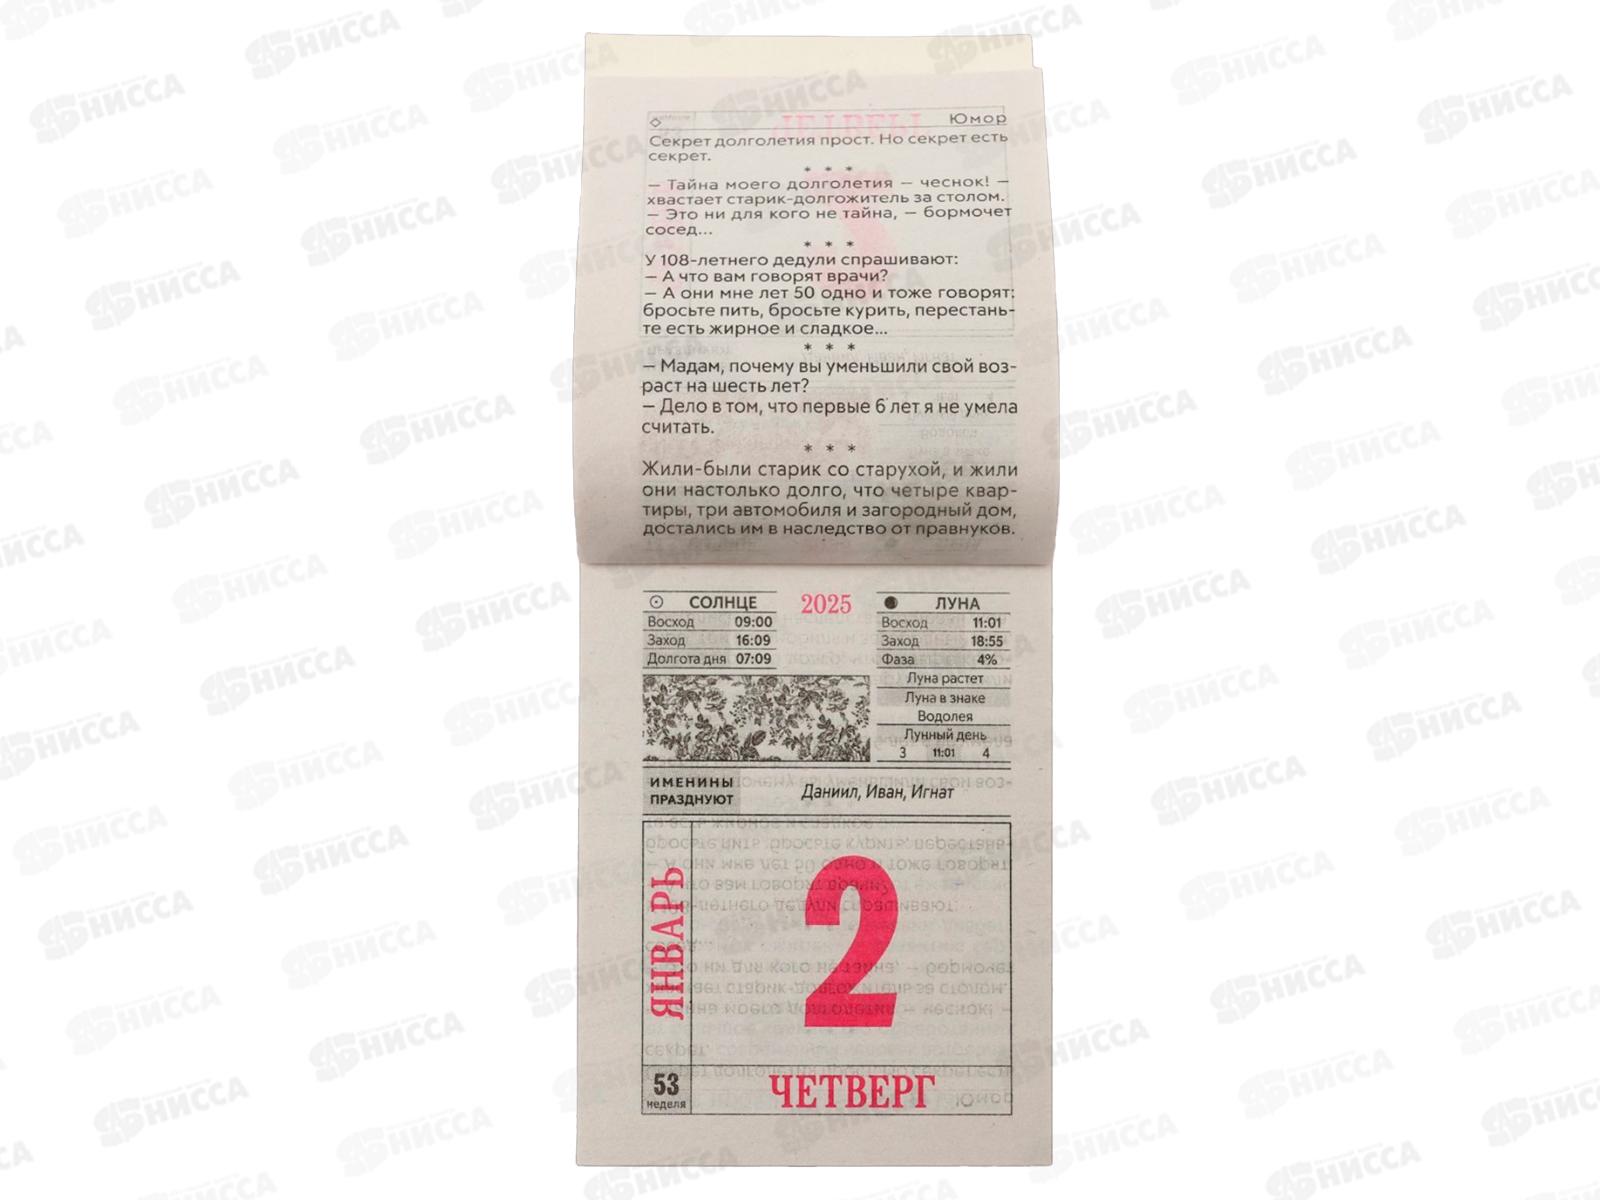 Юмор
Секрет долголетия прост. Но секрет есть
секрет.
* * *
— Тайна моего долголетия — чеснок! —
хвастает старик-долгожитель за столом.
— Это ни для кого не тайна, — бормочет
сосед...
* * *
У 108-летнего дедули спрашивают:
— А что вам говорят врачи?
— А они мне лет 50 одно и тоже говорят:
бросьте пить, бросьте курить, перестань-
те есть жирное и сладкое...
* * *
— Мадам, почему вы уменьшили свой воз-
раст на шесть лет?
— Дело в том, что первые 6 лет я не умела
считать.
* * *
Жили-были старик со старухой, и жили
они настолько долго, что четыре квар-
тиры, три автомобиля и загородный дом,
достались им в наследство от правнуков.
СОЛНЦЕ
Восход 09:00
Заход 16:09
Долгота дня 07:09
2025
ЛУНА
Восход 11:01
Заход 18:55
Фаза 4%
Луна растет
Луна в знаке
Водолея
Лунный день
3 11:01 4
ИМЕНИНЫ
ПРАЗДНУЮТ
Даниил, Иван, Игнат
ЯНВАРЬ
2
53
неделя
ЧЕТВЕРГ
НИССА